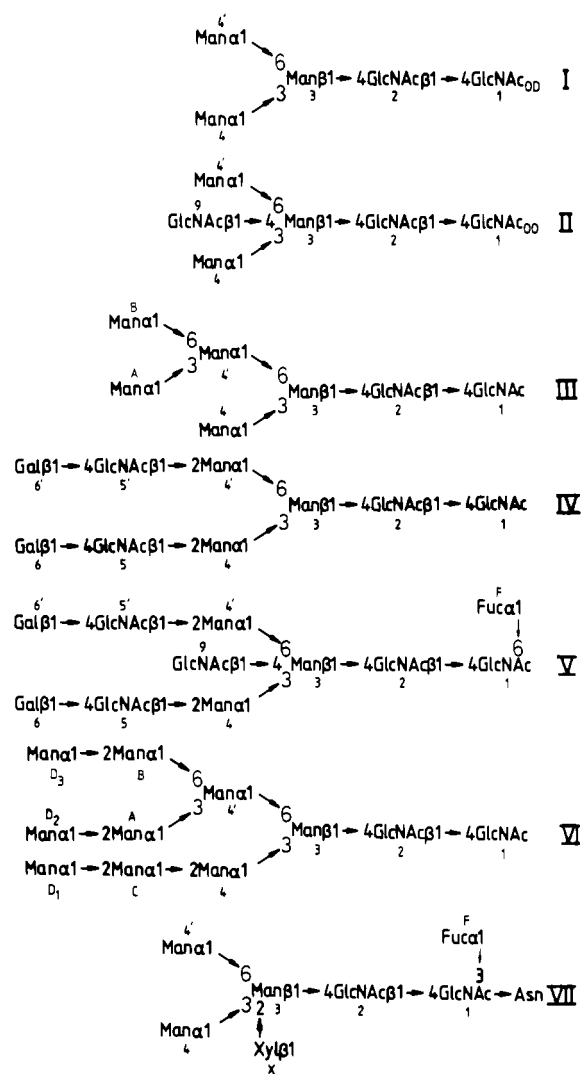 4'
Manα1
6
Manβ1→4GlcNAcβ1→4GlcNAcOD I
3 3 2 1
Manα1
4
4'
Manα1
9 6
GlcNAcβ1→4Manβ1→4GlcNAcβ1→4GlcNAcOD II
3 3 2 1
Manα1
4
B
Manα1
6
Manα1
A 3 4'
Manα1 6
Manβ1→4GlcNAcβ1→4GlcNAc III
4 3 3 2 1
Manα1
Galβ1→4GlcNAcβ1→2Manα1
6' 5' 4' 6
Manβ1→4GlcNAcβ1→4GlcNAc IV
3 3 2 1
Galβ1→4GlcNAcβ1→2Manα1
6 5 4
6' 5' 4' F
Galβ1→4GlcNAcβ1→2Manα1 Fucα1
↓
9 6 6
GlcNAcβ1→4Manβ1→4GlcNAcβ1→4GlcNAc V
3 3 2 1
Galβ1→4GlcNAcβ1→2Manα1
6 5 4
Manα1→2Manα1
D3 B 6
Manα1
D2 A 3 4'
Manα1→2Manα1 6
Manβ1→4GlcNAcβ1→4GlcNAc VI
3 3 2 1
Manα1→2Manα1→2Manα1
D1 C 4
4' F
Manα1 Fucα1
↓
6 3
Manβ1→4GlcNAcβ1→4GlcNAc→Asn VII
3 2 3 2 1
Manα1
4
↑
Xylβ1
X